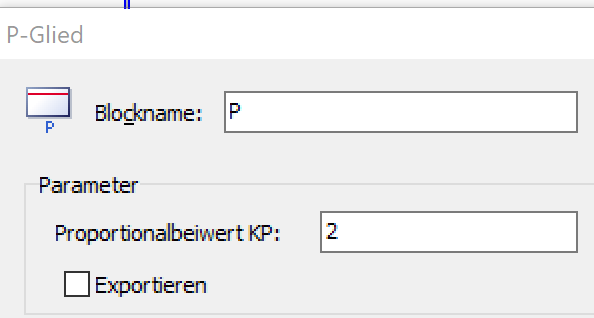 P-Glied
Blockname: P
P
Parameter
Proportionalbeiwert KP: 2
Exportieren